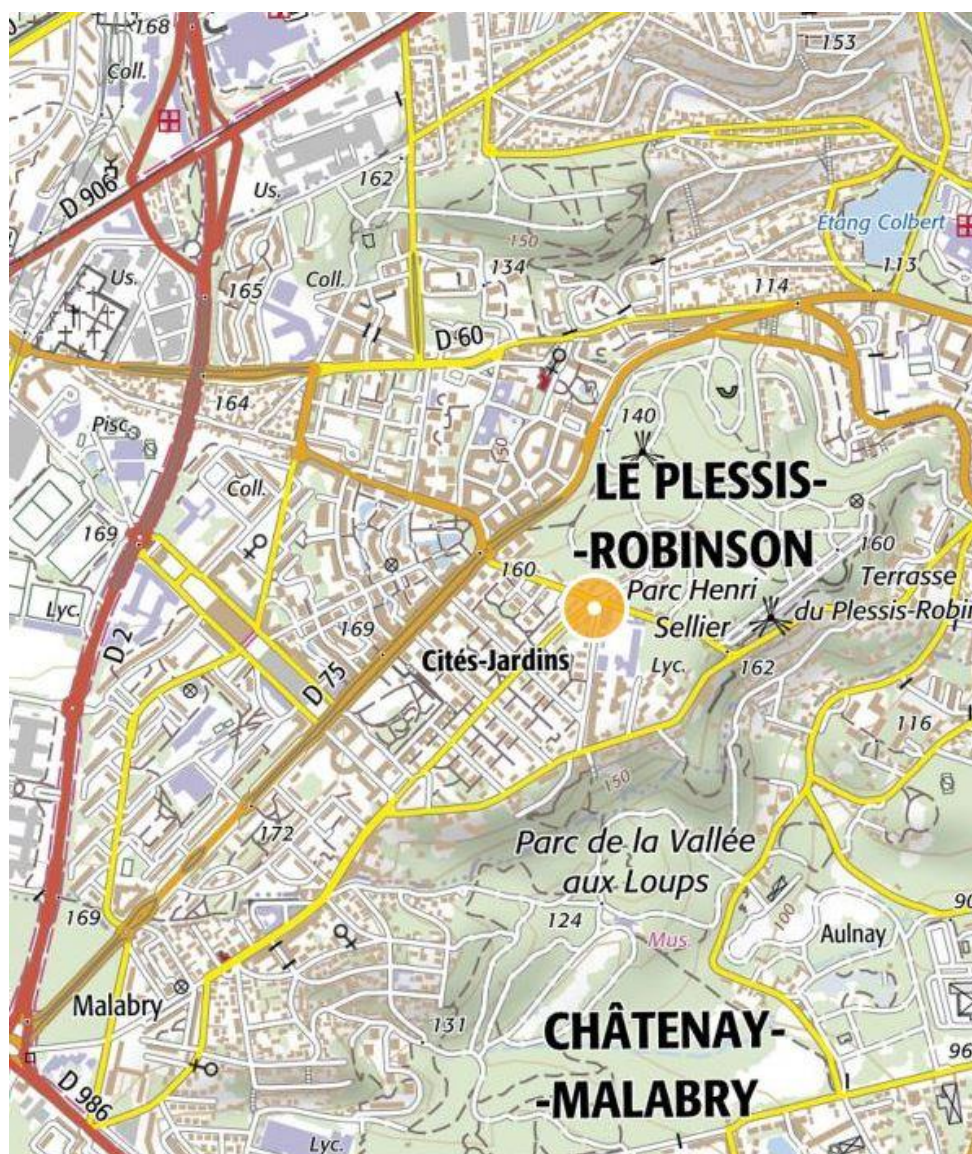 168
153
Coll.
D 906
Us.
162
Etang Colbert
150
Us.
165
Coll.
134
114
113
D 60
164
140
Pisc.
50
Coll.
LE PLESSIS-
-ROBINSON
169
160
160
Parc Henri
Sellier
Terrasse
du Plessis-Robin
Lyc.
D 2
169
Cités-Jardins
Lyc.
162
D 75
116
150
172
Parc de la Vallée
aux Loups
169
124
100
90
Mus.
Aulnay
Malabry
131
CHÂTENAY-
-MALABRY
96
D 986
Lyc.